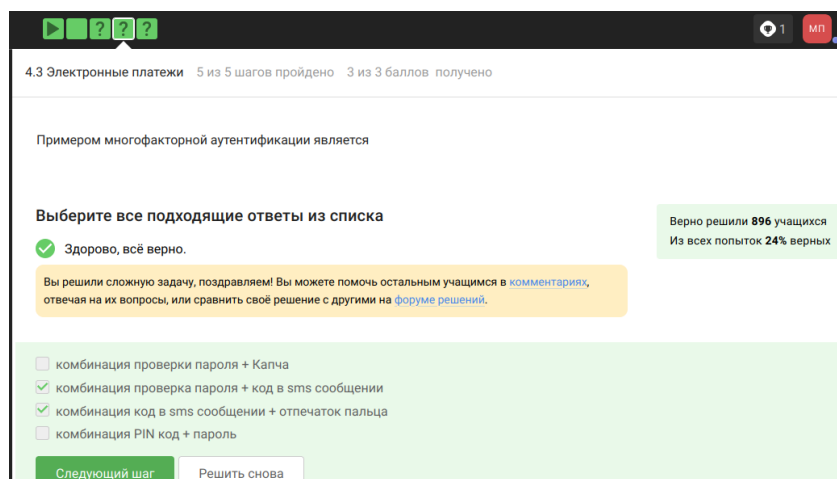 ? ? ?
1
МП
4.3 Электронные платежи 5 из 5 шагов пройдено 3 из 3 баллов получено
Примером многофакторной аутентификации является
Выберите все подходящие ответы из списка
Здорово, всё верно.
Верно решили 896 учащихся
Из всех попыток 24% верных
Вы решили сложную задачу, поздравляем! Вы можете помочь остальным учащимся в комментариях,
отвечая на их вопросы, или сравнить своё решение с другими на форуме решений.
комбинация проверки пароля + Капча
комбинация проверка пароля + код в sms сообщении
комбинация код в sms сообщении + отпечаток пальца
комбинация PIN код + пароль
Следующий шаг Решить снова